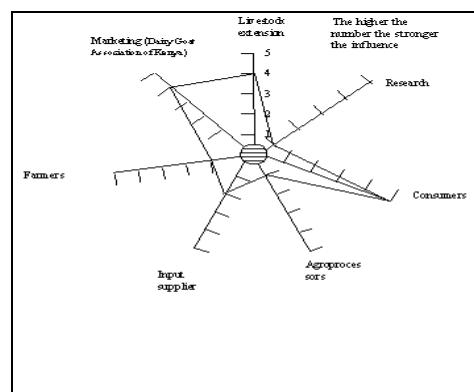 Livestock
extension
The higher the
number the stronger
the influence
Marketing (Dairy Goat
Association of Kenya)
5
4
3
2
1
Research
Farmers
Consumers
Input
supplier
Agroproces
sors